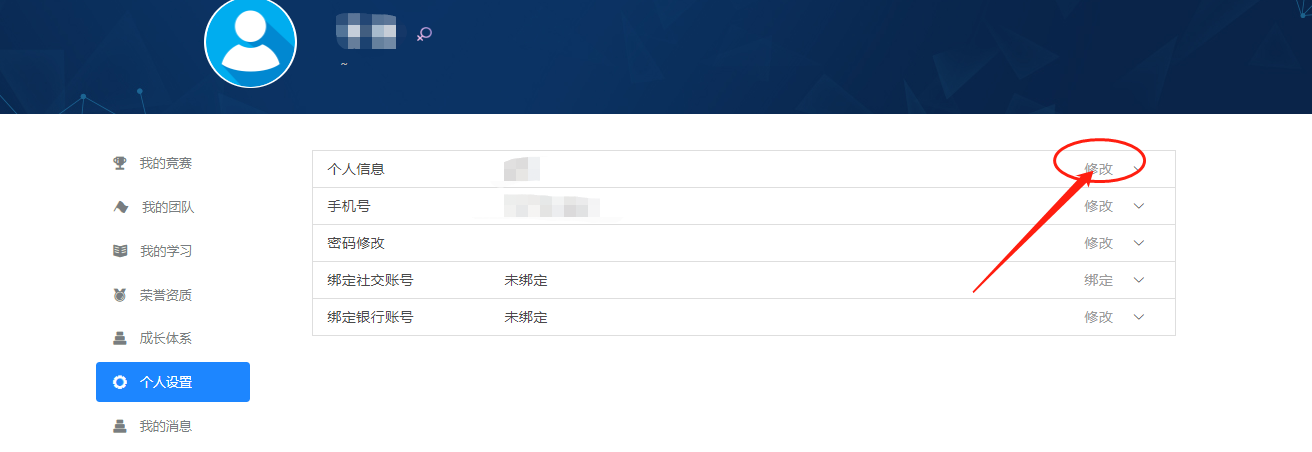 ~
我的竞赛
我的团队
我的学习
荣誉资质
成长体系
个人设置
我的消息
个人信息 修改
手机号 修改
密码修改 修改
绑定社交账号 未绑定 绑定
绑定银行账号 未绑定 修改